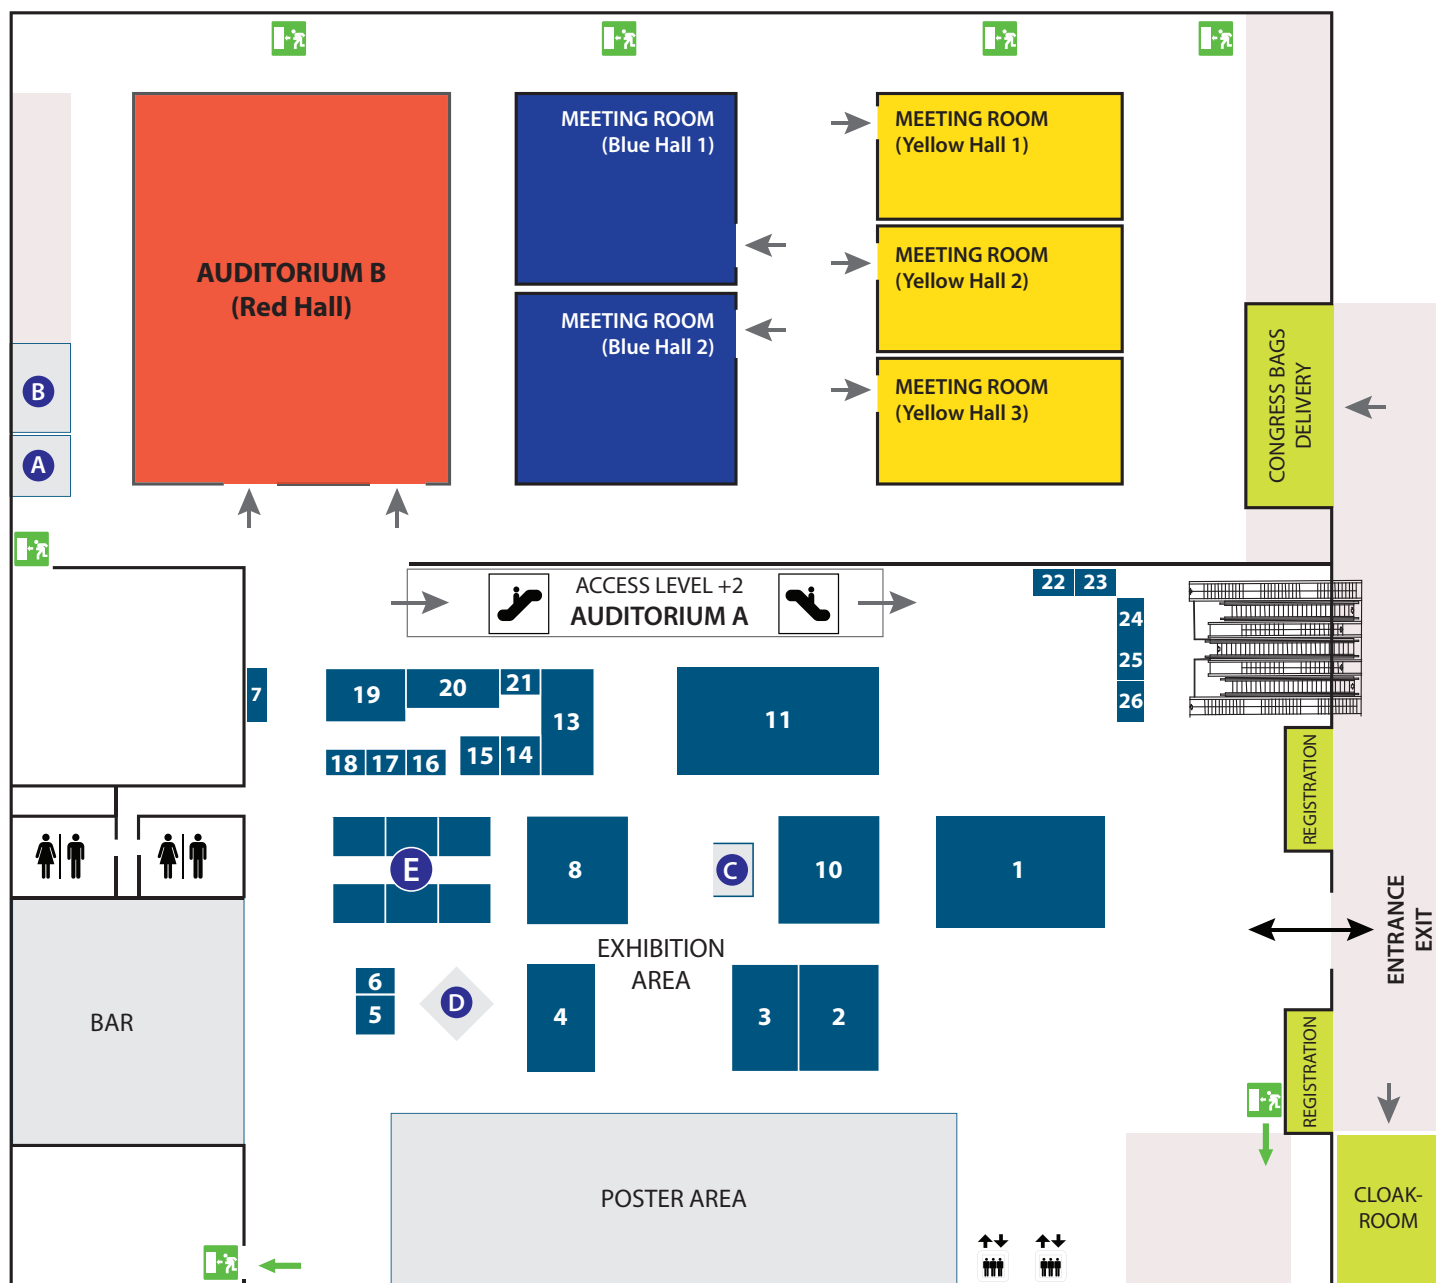 MEETING ROOM
(Blue Hall 1)
MEETING ROOM
(Yellow Hall 1)
AUDITORIUM B
(Red Hall)
MEETING ROOM
(Yellow Hall 2)
MEETING ROOM
(Blue Hall 2)
MEETING ROOM
(Yellow Hall 3)
CONGRESS BAGS
DELIVERY
B
A
ACCESS LEVEL +2
AUDITORIUM A
22
23
24
25
26
7
19
20
21
13
11
18
17
16
15
14
REGISTRATION
E
8
C
10
1
ENTRANCE
EXIT
EXHIBITION
AREA
6
5
D
4
3
2
BAR
REGISTRATION
POSTER AREA
CLOAK-
ROOM